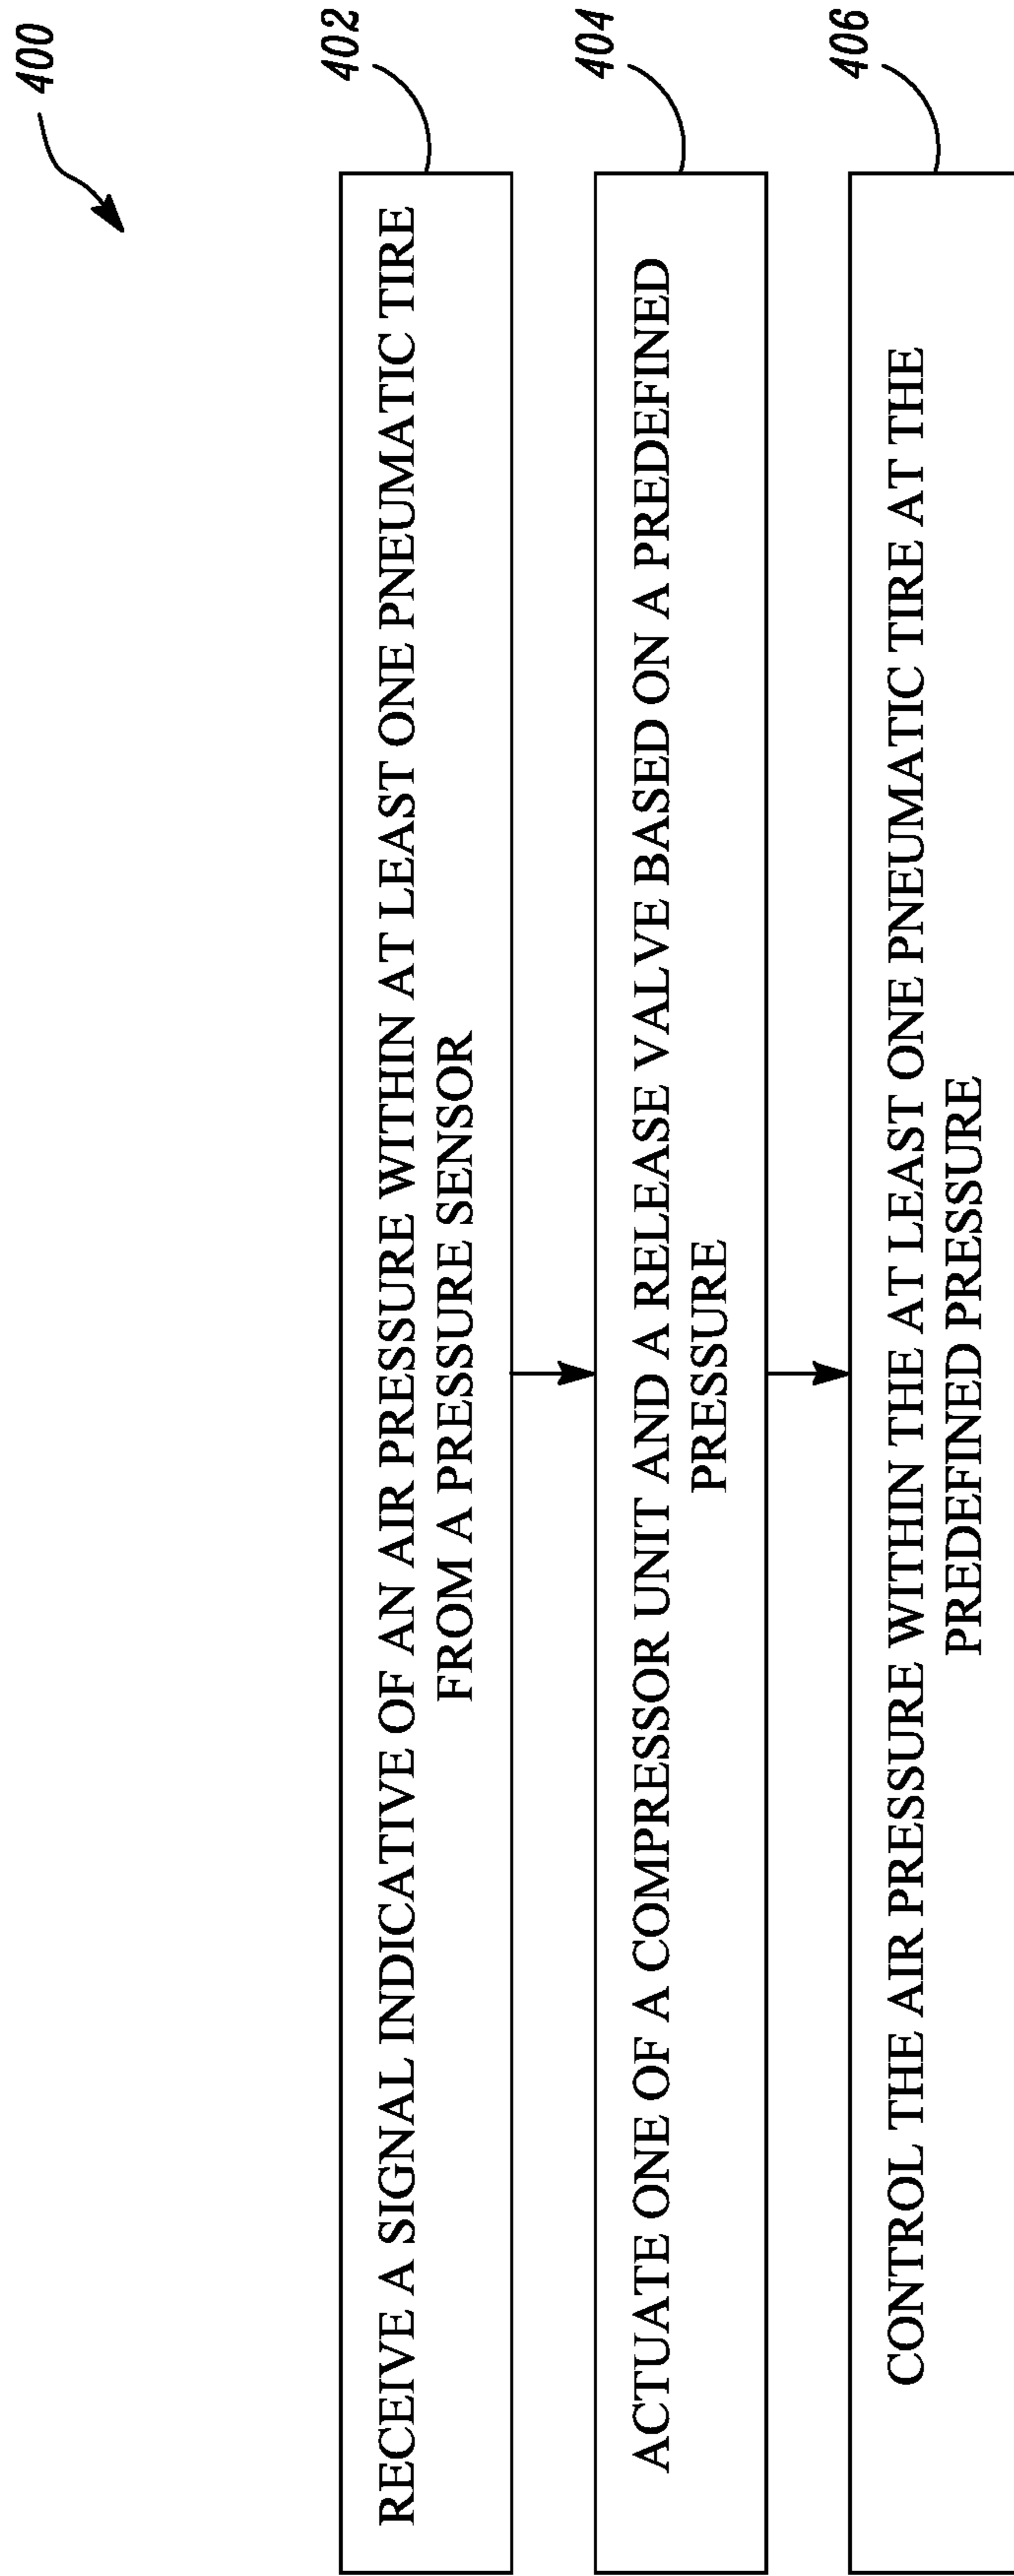 400
402
RECEIVE A SIGNAL INDICATIVE OF AN AIR PRESSURE WITHIN AT LEAST ONE PNEUMATIC TIRE
FROM A PRESSURE SENSOR
404
ACTUATE ONE OF A COMPRESSOR UNIT AND A RELEASE VALVE BASED ON A PREDEFINED
PRESSURE
406
CONTROL THE AIR PRESSURE WITHIN THE AT LEAST ONE PNEUMATIC TIRE AT THE
PREDEFINED PRESSURE